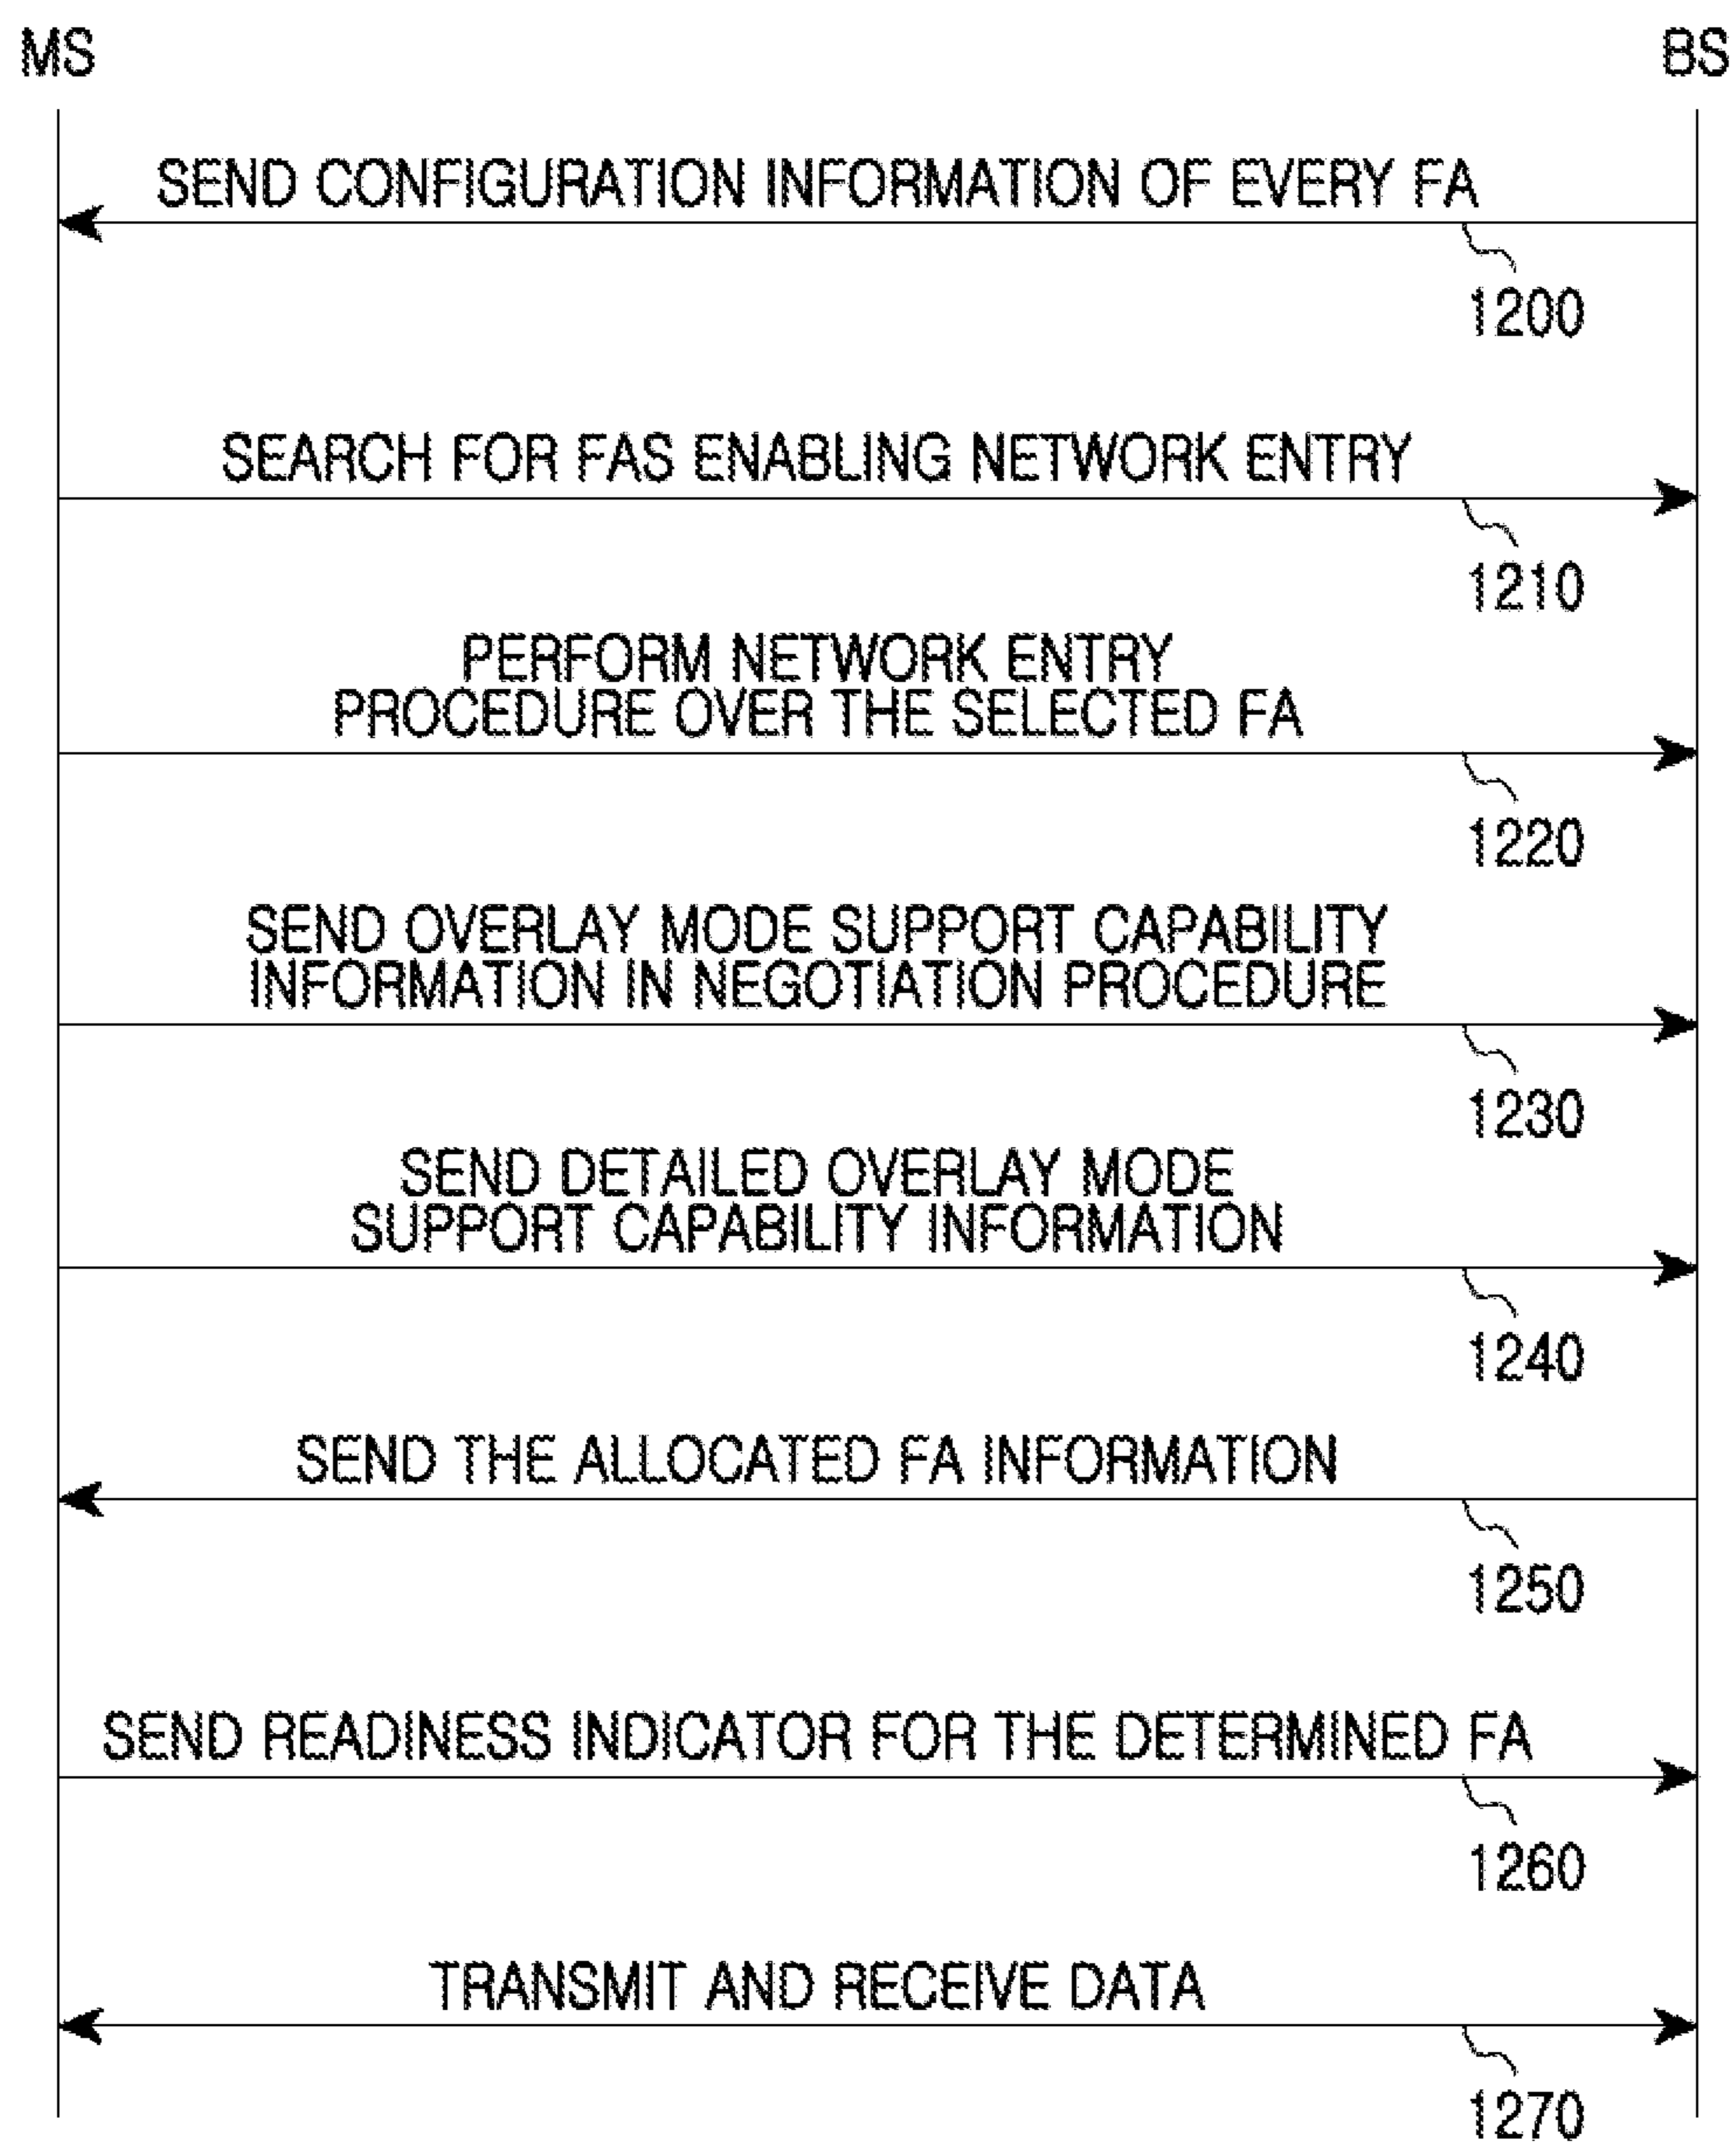 MS
BS
SEND CONFIGURATION INFORMATION OF EVERY FA
1200
SEARCH FOR FAS ENABLING NETWORK ENTRY
1210
PERFORM NETWORK ENTRY
PROCEDURE OVER THE SELECTED FA
1220
SEND OVERLAY MODE SUPPORT CAPABILITY
INFORMATION IN NEGOTIATION PROCEDURE
1230
SEND DETAILED OVERLAY MODE
SUPPORT CAPABILITY INFORMATION
1240
SEND THE ALLOCATED FA INFORMATION
1250
SEND READINESS INDICATOR FOR THE DETERMINED FA
1260
TRANSMIT AND RECEIVE DATA
1270